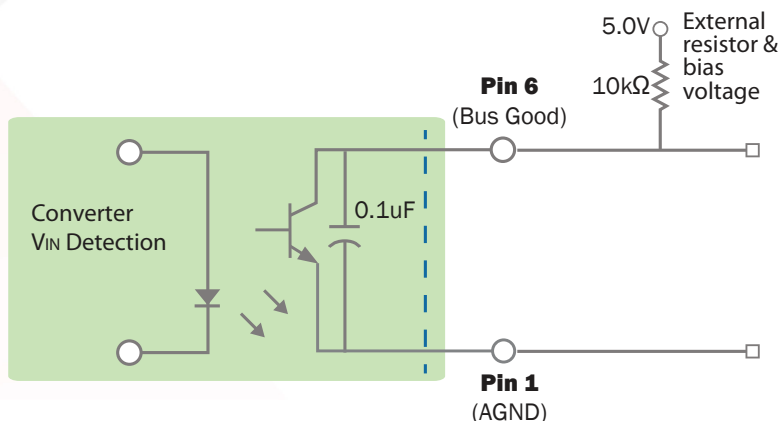 5.0V
External
resistor &
bias
voltage
10kΩ
Pin 6
(Bus Good)
0.1uF
Converter
VIN Detection
Pin 1
(AGND)